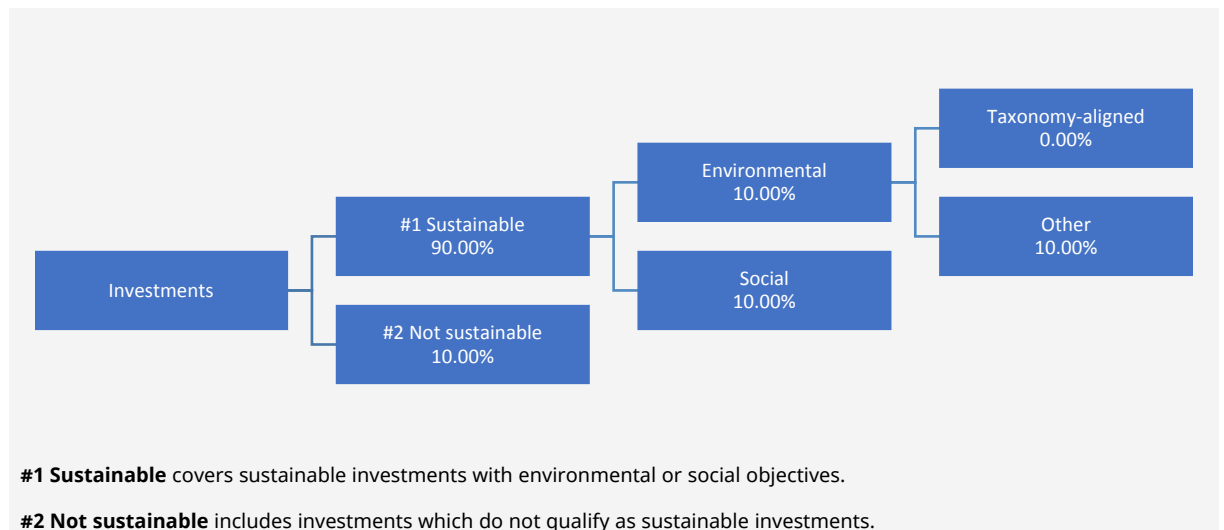 Investments
#1 Sustainable
90.00%
#2 Not sustainable
10.00%
Environmental
10.00%
Social
10.00%
Taxonomy-aligned
0.00%
Other
10.00%
#1 Sustainable covers sustainable investments with environmental or social objectives.
#2 Not sustainable includes investments which do not qualify as sustainable investments.